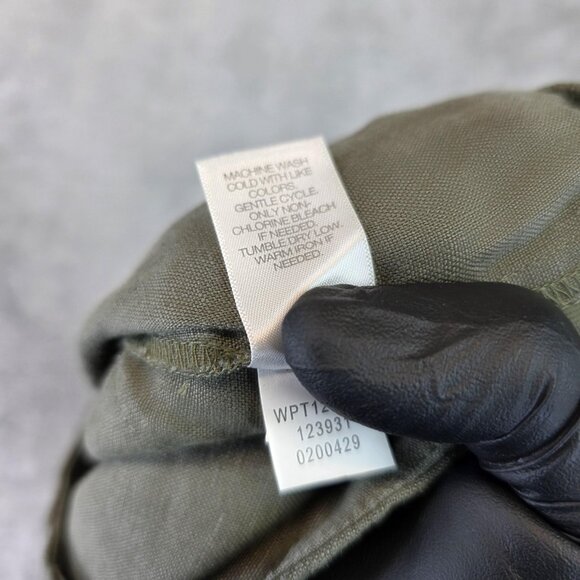 MACHINE WASH
COLD WITH LIKE
COLORS.
GENTLE CYCLE.
ONLY NON-
CHLORINE BLEACH
IF NEEDED.
TUMBLE DRY LOW.
WARM IRON IF
NEEDED.
123931
0200429